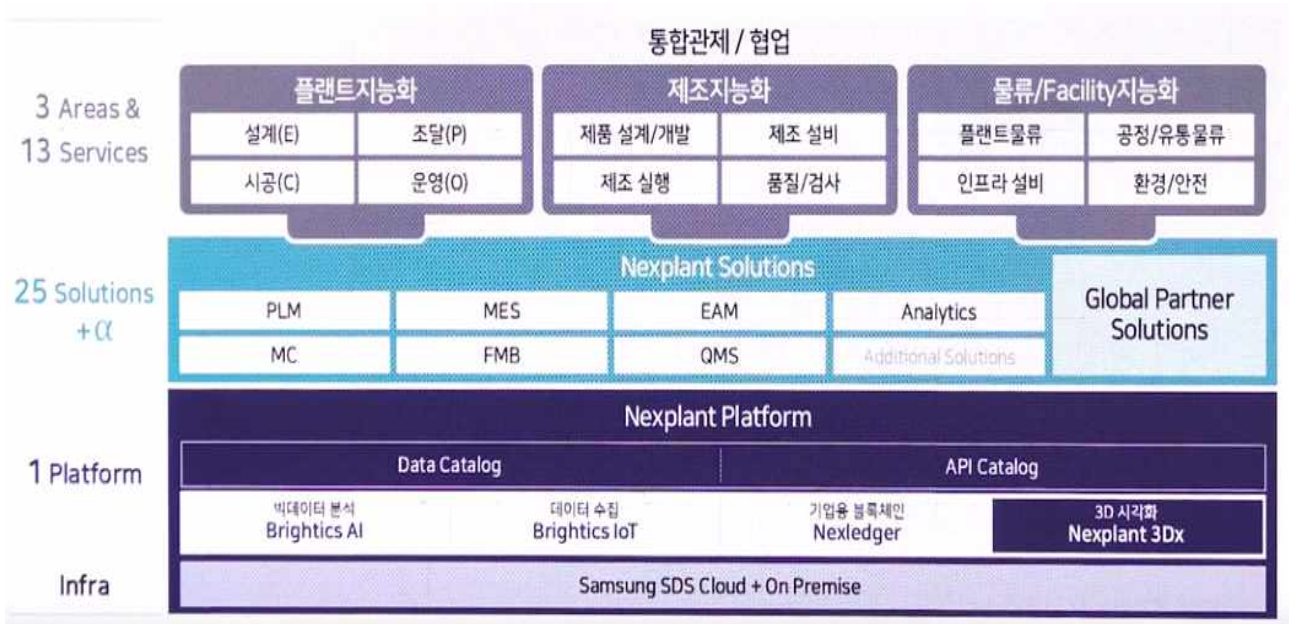 통합관제 / 협업
3 Areas &
13 Services
플랜트지능화
설계(E) 조달(P)
시공(C) 운영(O)
제조지능화
제품 설계/개발 제조 설비
제조 실행 품질/검사
물류/Facility지능화
플랜트물류 공정/유통물류
인프라 설비 환경/안전
25 Solutions
+α
Nexplant Solutions
PLM MES EAM Analytics
MC FMB QMS Additional Solutions
Global Partner
Solutions
1 Platform
Nexplant Platform
Data Catalog API Catalog
빅데이터 분석 데이터 수집 기업용 블록체인 3D 시각화
Brightics AI Brightics IoT Nexledger Nexplant 3Dx
Infra
Samsung SDS Cloud + On Premise